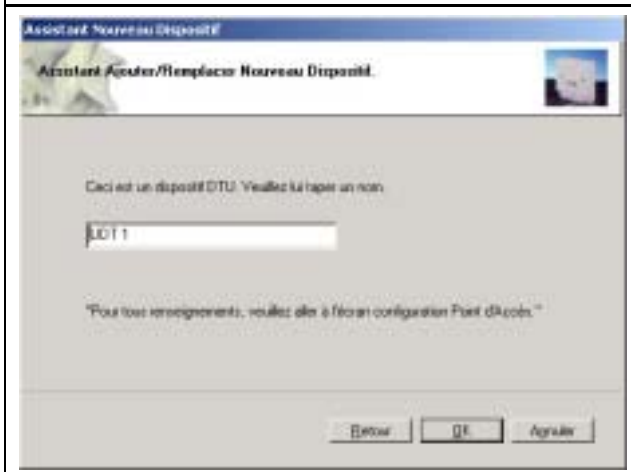 Assistant Nouveau Dispositif
Assistant Ajouter/Remplacer Nouveau Dispositif.
Ceci est un dispositif DTU. Veuillez lui taper un nom.
UDT 1
"Pour tous renseignements, veuillez aller à l'écran configuration Point d'Accès."
Retour
OK
Annuler